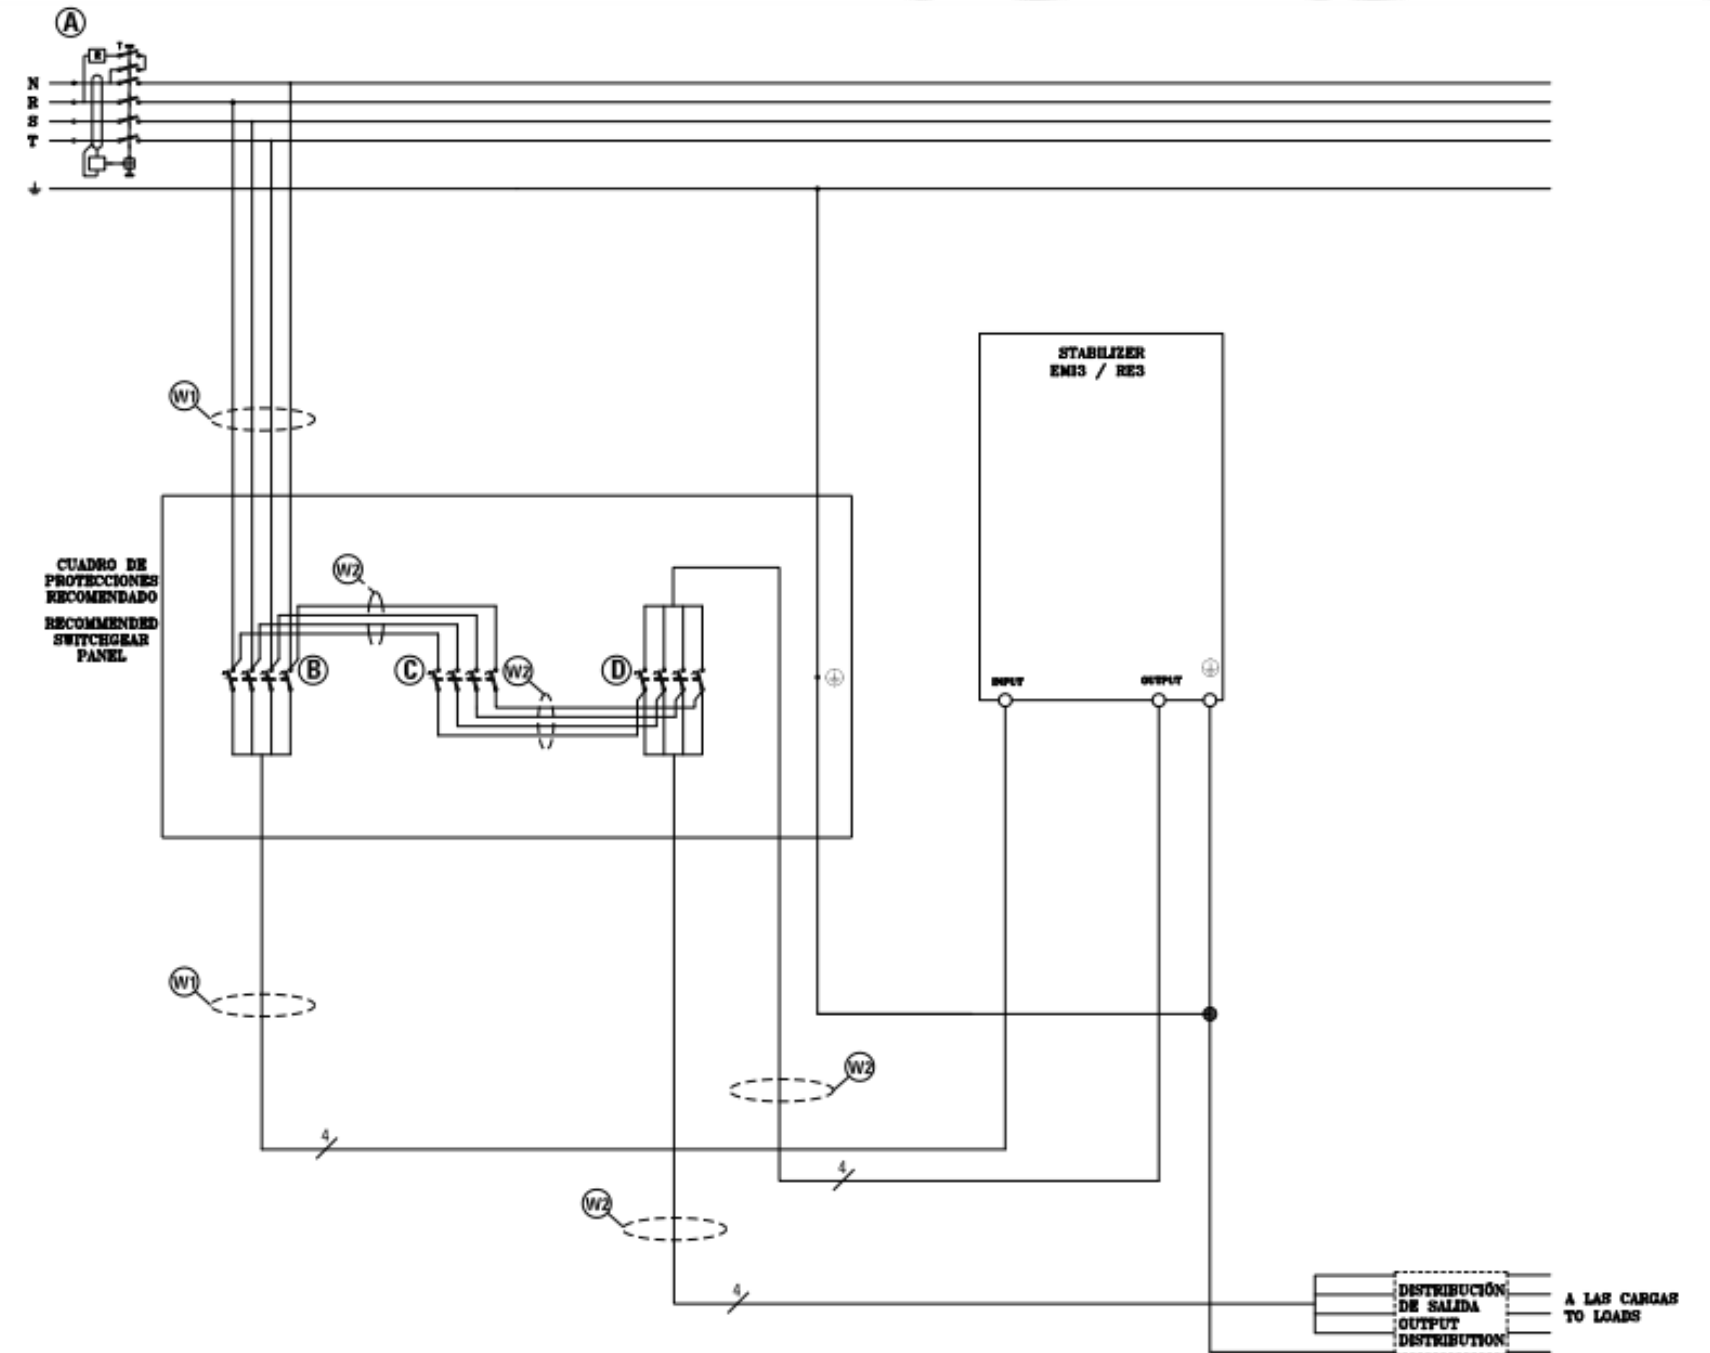 A
T
R
N
R
S
T
W1
STABILIZER
EMI3 / RE3
CUADRO DE
PROTECCIONES
RECOMENDADO
RECOMMENDED
SWITCHGEAR
PANEL
W2
B
C
W2
D
INPUT
OUTPUT
W1
W2
4
4
W2
4
DISTRIBUCIÓN
DE SALIDA
OUTPUT
DISTRIBUTION
A LAS CARGAS
TO LOADS